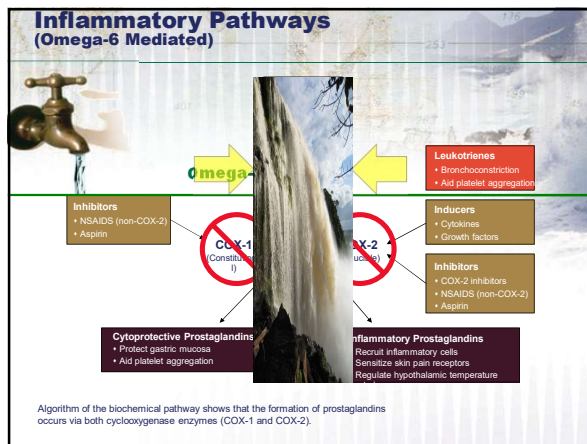 Inflammatory Pathways
(Omega-6 Mediated)
Omega-
Leukotrienes
• Bronchoconstriction
• Aid platelet aggregation
Inhibitors
• NSAIDS (non-COX-2)
• Aspirin
COX-1
(Constitu
l)
OX-2
ucible)
Inducers
• Cytokines
• Growth factors
Inhibitors
• COX-2 inhibitors
• NSAIDS (non-COX-2)
• Aspirin
Cytoprotective Prostaglandins
• Protect gastric mucosa
• Aid platelet aggregation
nflammatory Prostaglandins
Recruit inflammatory cells
Sensitize skin pain receptors
Regulate hypothalamic temperature
Algorithm of the biochemical pathway shows that the formation of prostaglandins
occurs via both cyclooxygenase enzymes (COX-1 and COX-2).